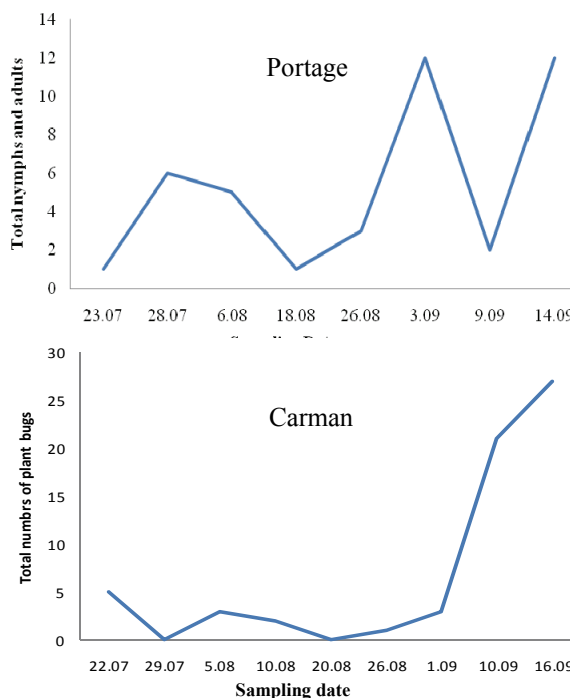 14
12
10
8
6
4
2
0
Total nymphs and adults
Portage
23.07 28.07 6.08 18.08 26.08 3.09 9.09 14.09
30
25
20
15
10
5
0
Total numbrs of plant bugs
Carman
22.07 29.07 5.08 10.08 20.08 26.08 1.09 10.09 16.09
Sampling date